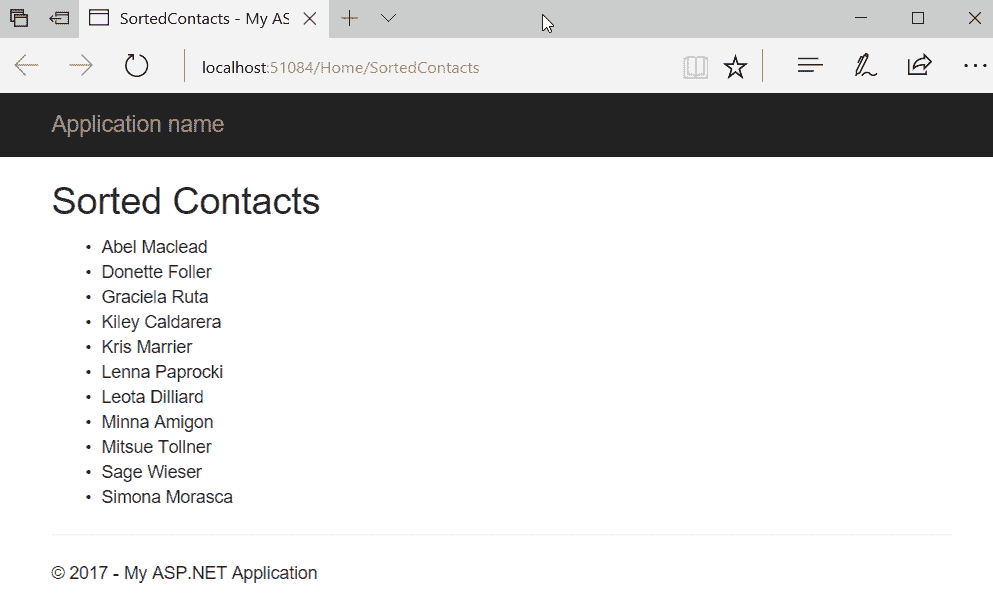 SortedContacts - My AS
localhost:51084/Home/SortedContacts
Application name
Sorted Contacts
• Abel Maclead
• Donette Foller
• Graciela Ruta
• Kiley Caldarera
• Kris Marrier
• Lenna Paprocki
• Leota Dilliard
• Minna Amigon
• Mitsue Tollner
• Sage Wieser
• Simona Morasca
© 2017 - My ASP.NET Application